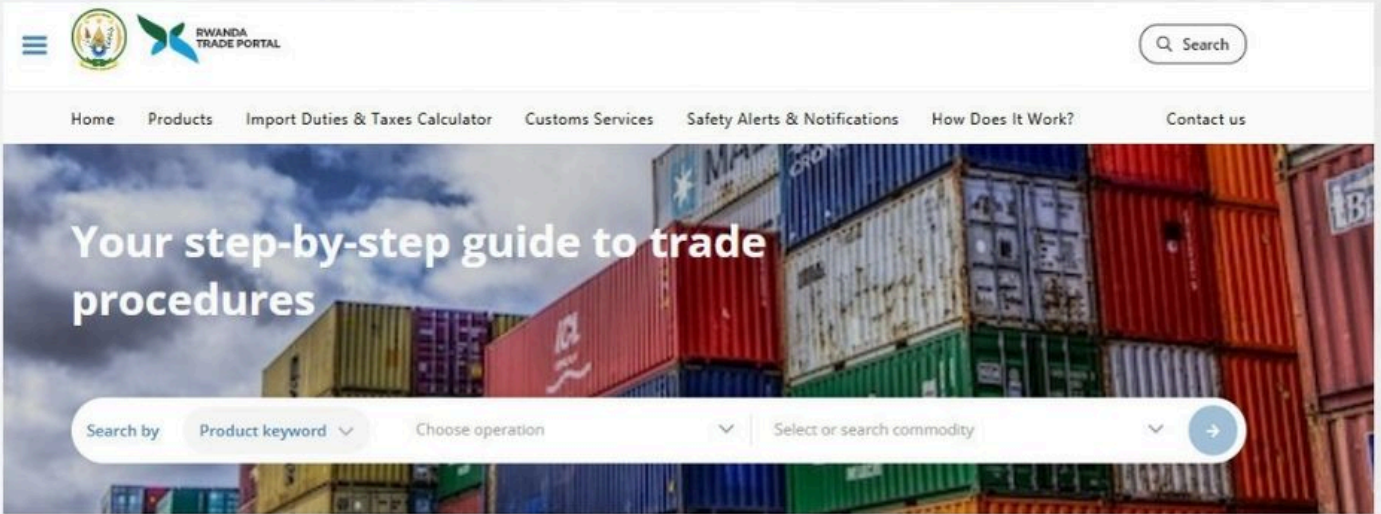 RWANDA
TRADE PORTAL
Search
Home Products Import Duties & Taxes Calculator Customs Services Safety Alerts & Notifications How Does It Work? Contact us
Your step-by-step guide to trade
procedures
ICL
Search by Product keyword Choose operation Select or search commodity